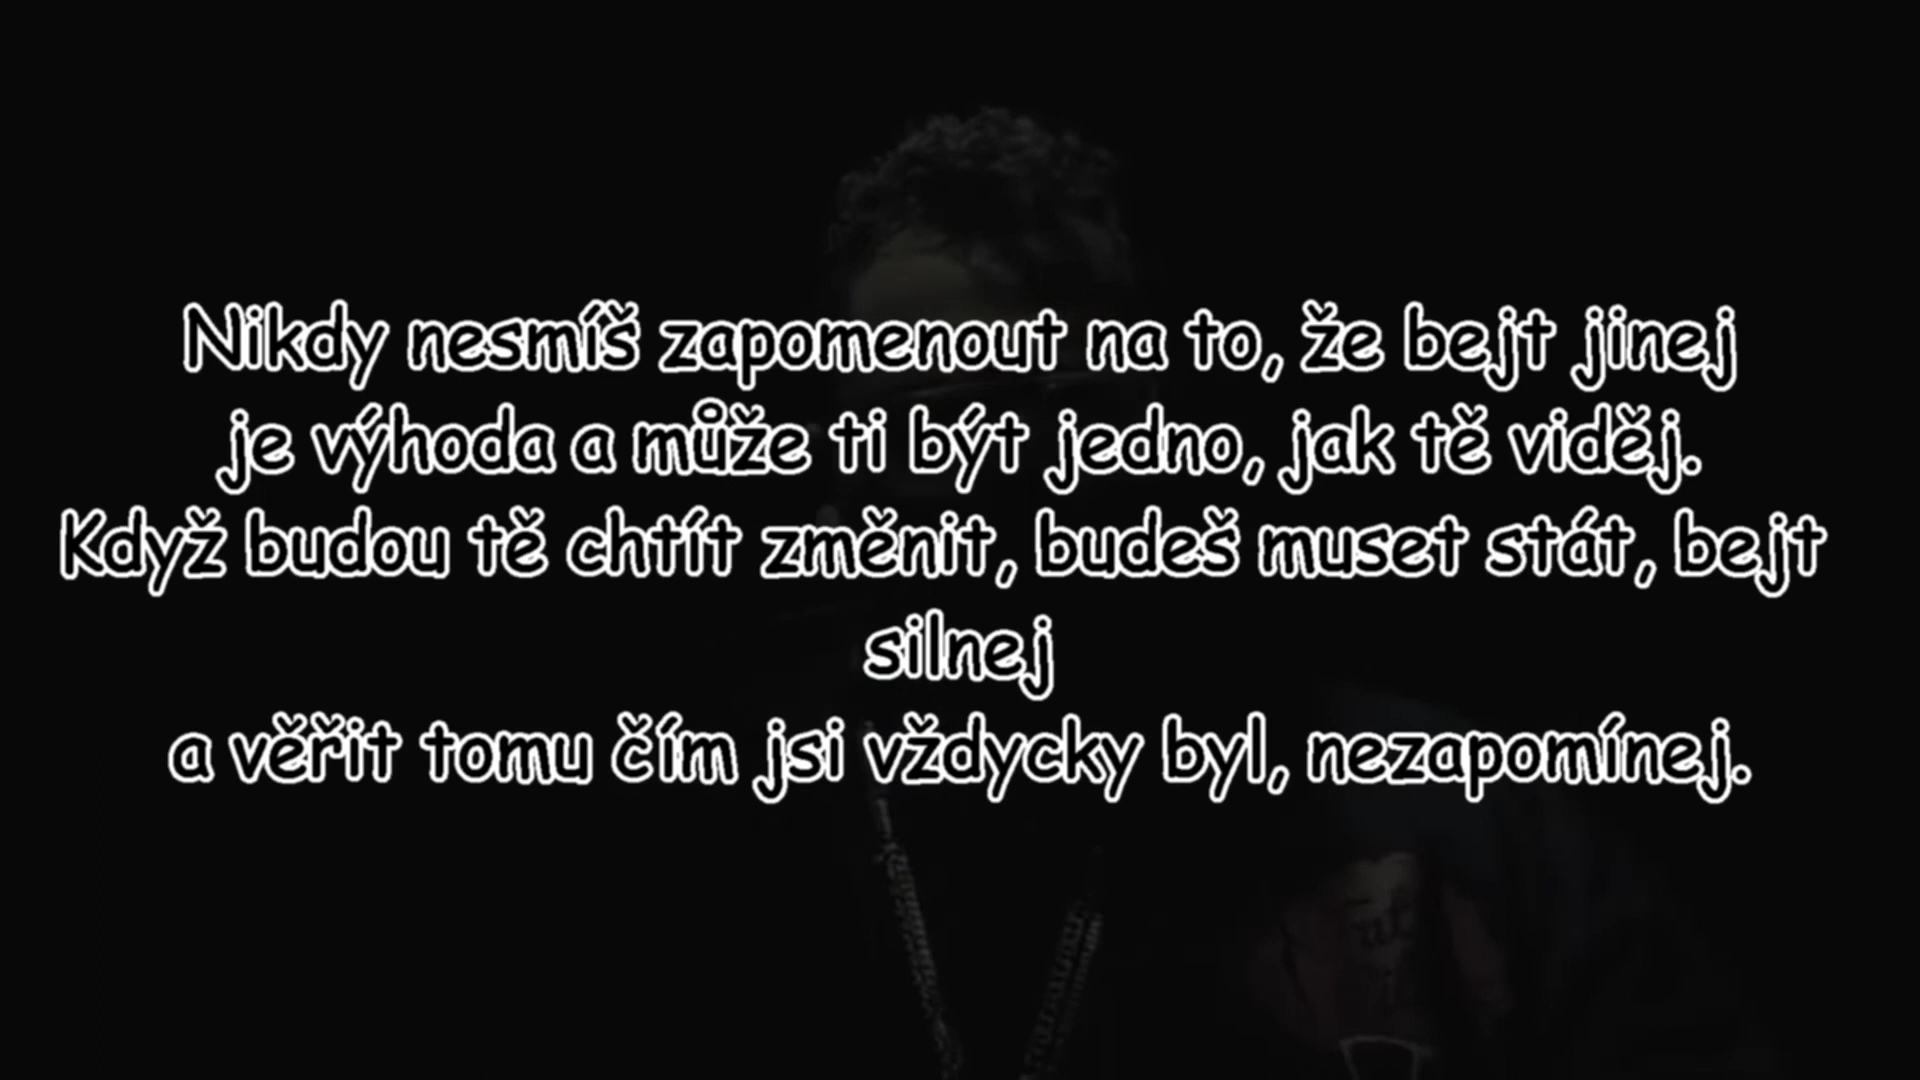 Nikdy nesmíš zapomenout na to, že bejt jinej
je výhoda a může ti být jedno, jak tě viděj.
Když budou tě chtít změnit, budeš muset stát, bejt
silnej
a věřit tomu čím jsi vždycky byl, nezapomínej.